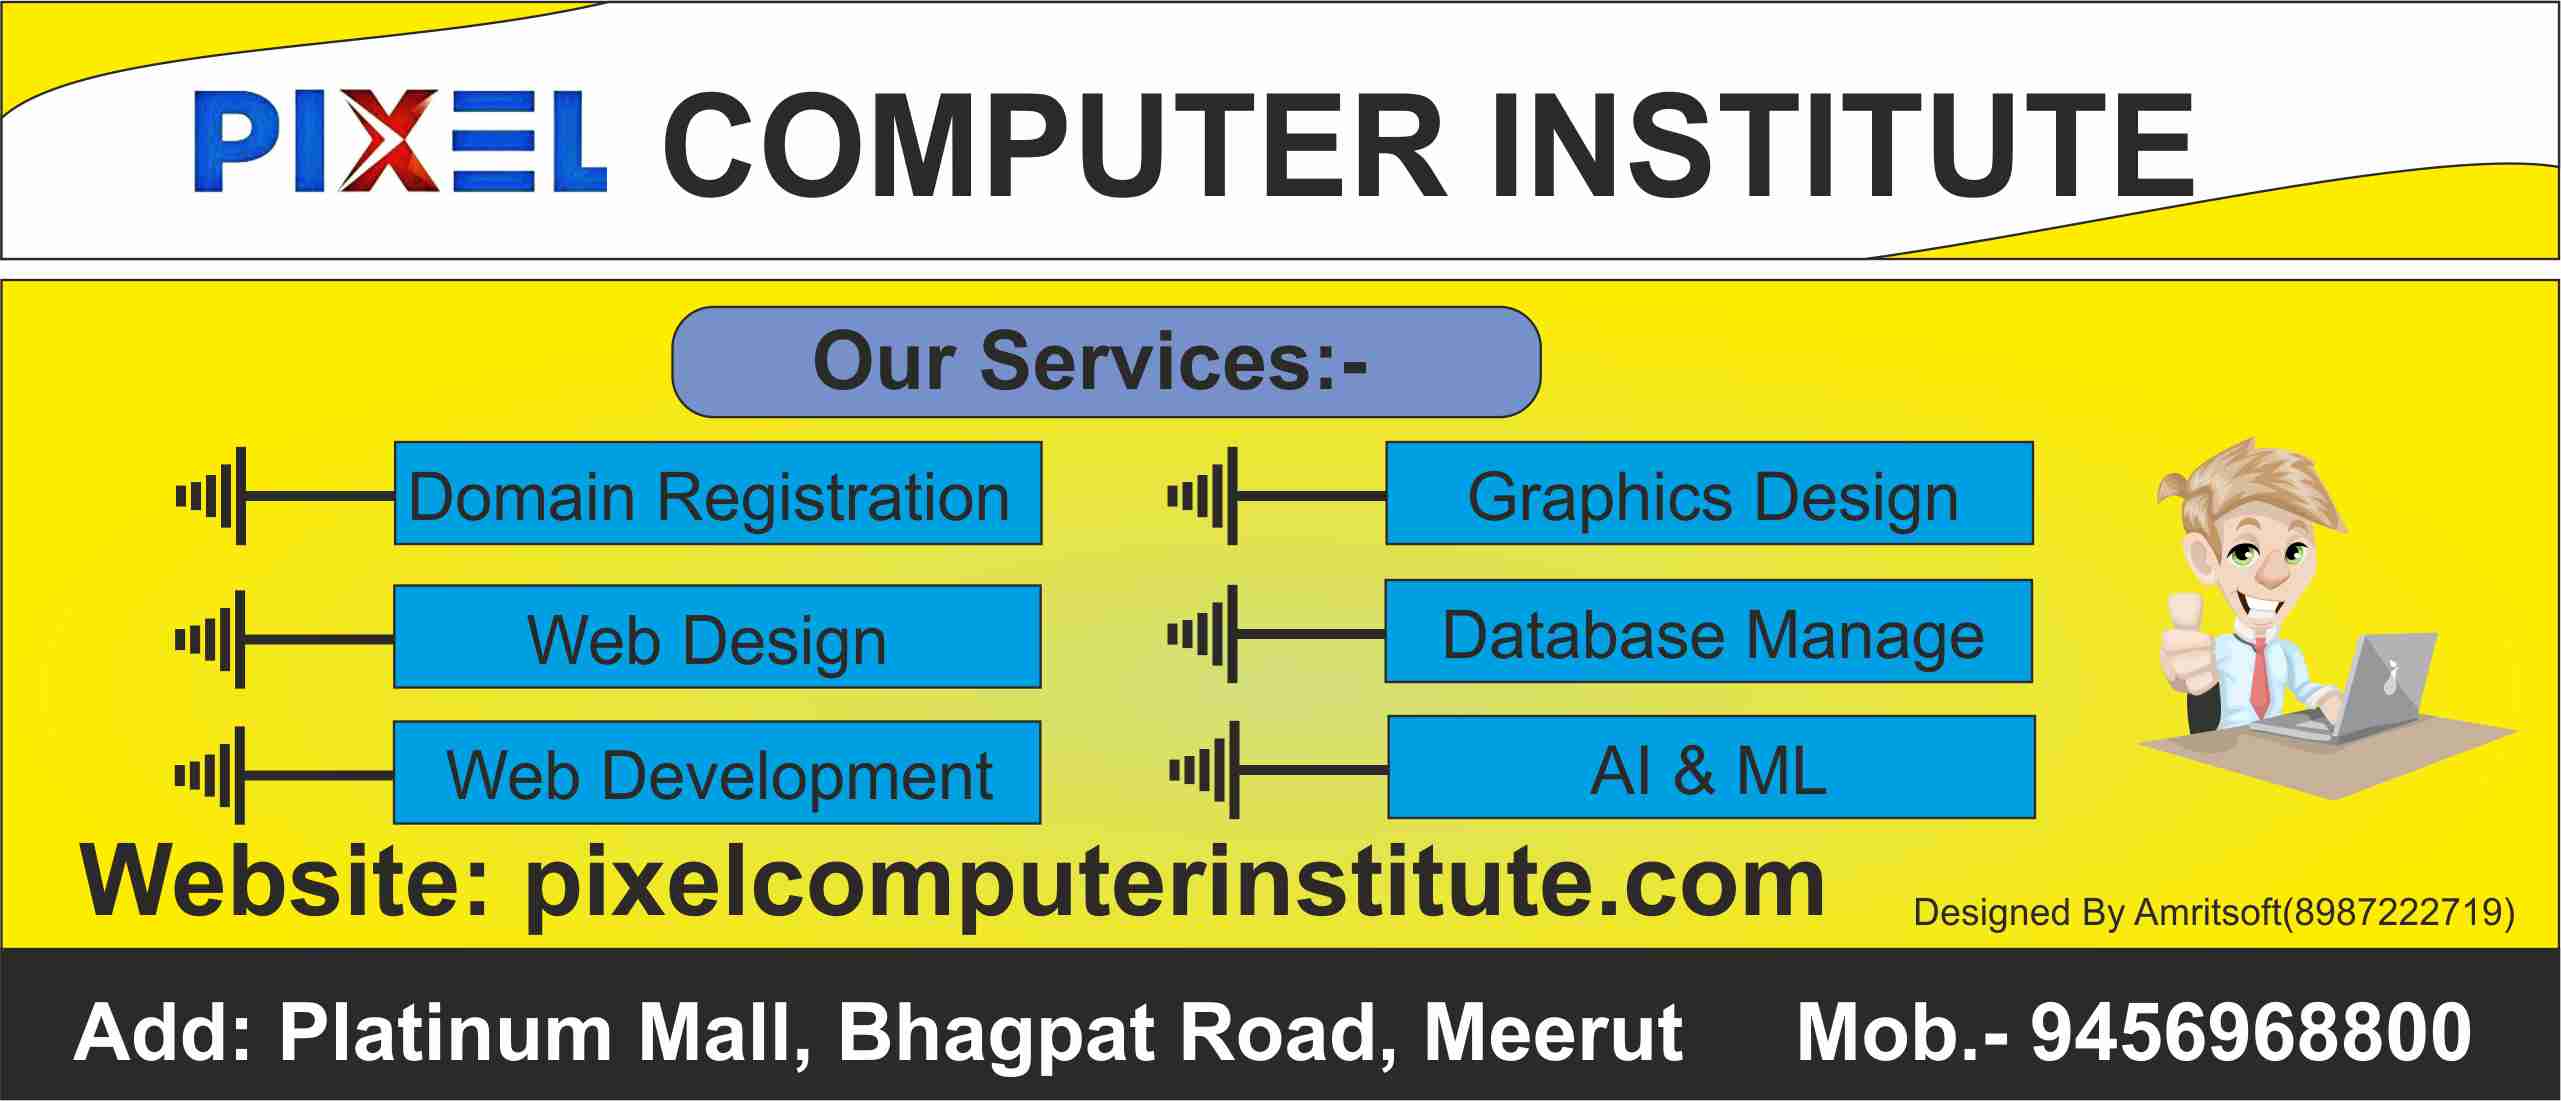 PIXEL COMPUTER INSTITUTE
Our Services:-
Domain Registration
Graphics Design
Web Design
Database Manage
Web Development
AI & ML
Website: pixelcomputerinstitute.com
Designed By Amritsoft(8987222719)
Add: Platinum Mall, Bhagpat Road, Meerut Mob.- 9456968800